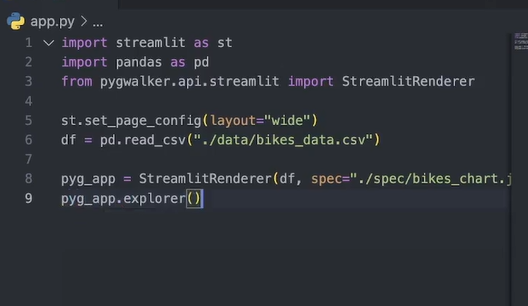 app.py > ...
1 import streamlit as st
2 import pandas as pd
3 from pygwalker.api.streamlit import StreamlitRenderer
4
5 st.set_page_config(layout="wide")
6 df = pd.read_csv("./data/bikes_data.csv")
7
8 pyg_app = StreamlitRenderer(df, spec="./spec/bikes_chart.j
9 pyg_app.explorer()